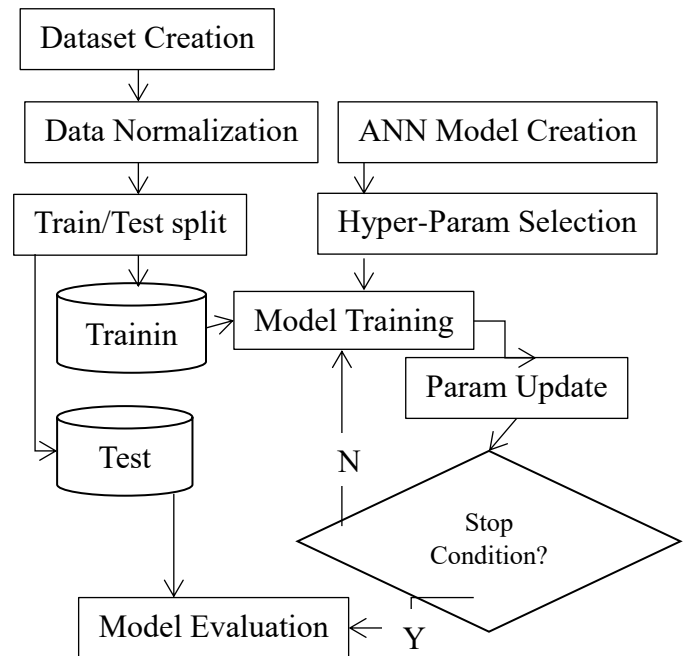 Dataset Creation
Data Normalization
ANN Model Creation
Train/Test split
Hyper-Param Selection
Trainin
Model Training
Param Update
Test
N
Stop
Condition?
Model Evaluation
Y